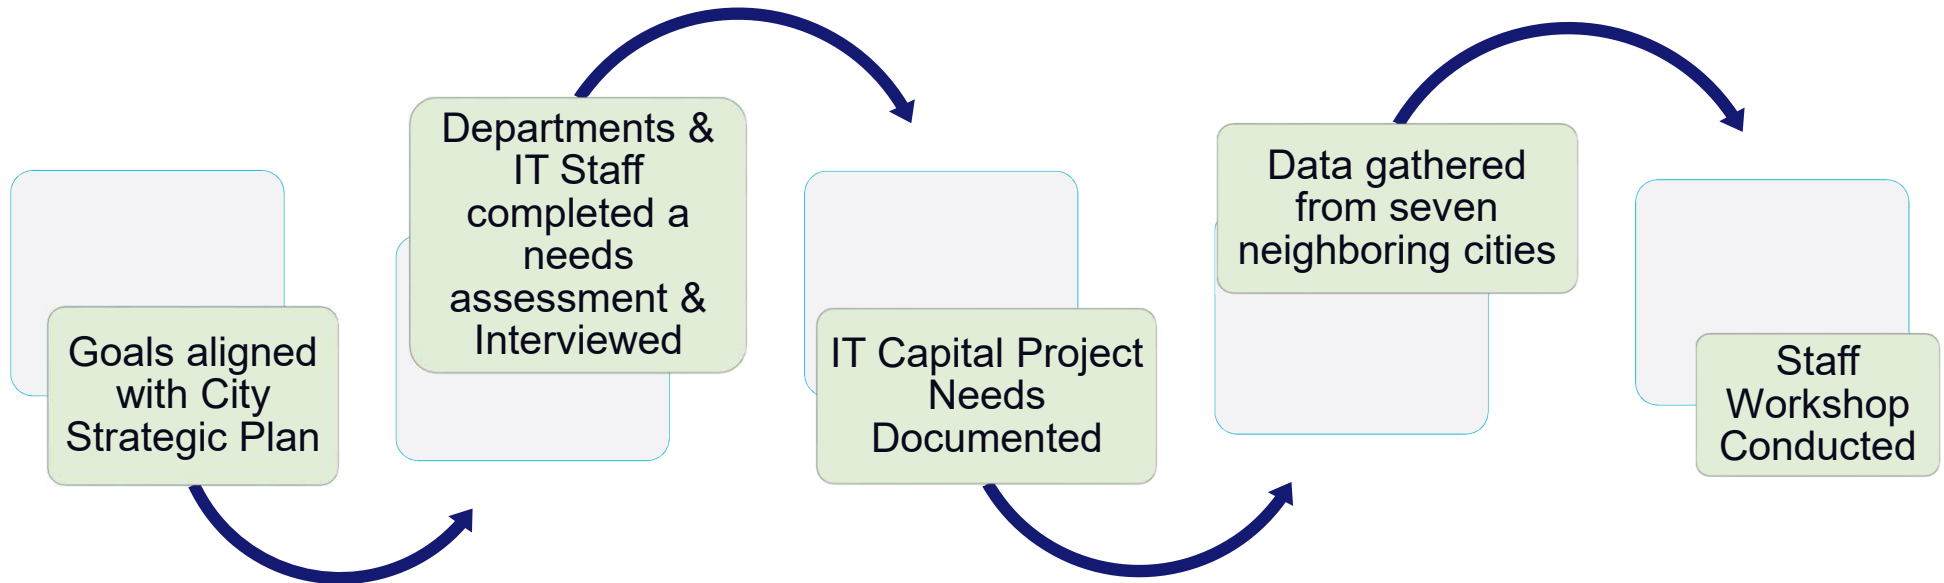 Goals aligned
with City
Strategic Plan
Departments &
IT Staff
completed a
needs
assessment &
Interviewed
IT Capital Project
Needs
Documented
Data gathered
from seven
neighboring cities
Staff
Workshop
Conducted